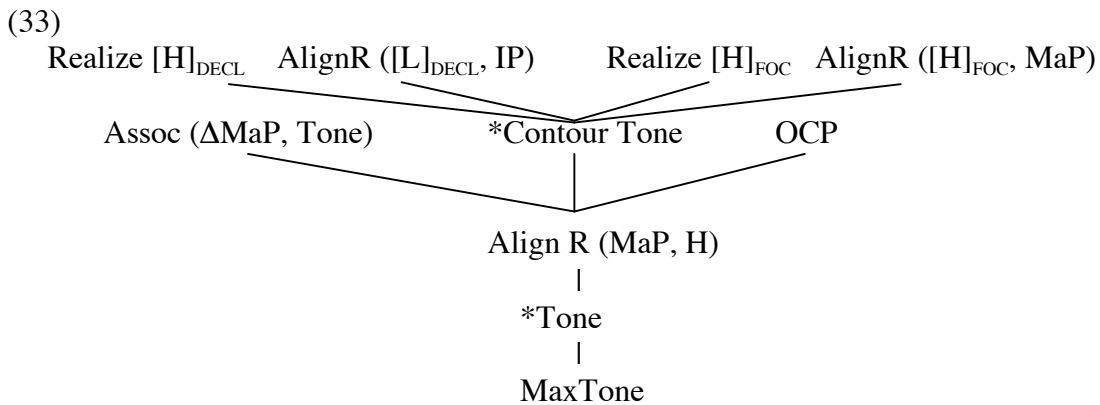 (33)
Realize [H]DECL AlignR ([L]DECL, IP) Realize [H]FOC AlignR ([H]FOC, MaP)
Assoc (ΔMaP, Tone) *Contour Tone OCP
Align R (MaP, H)
*Tone
MaxTone